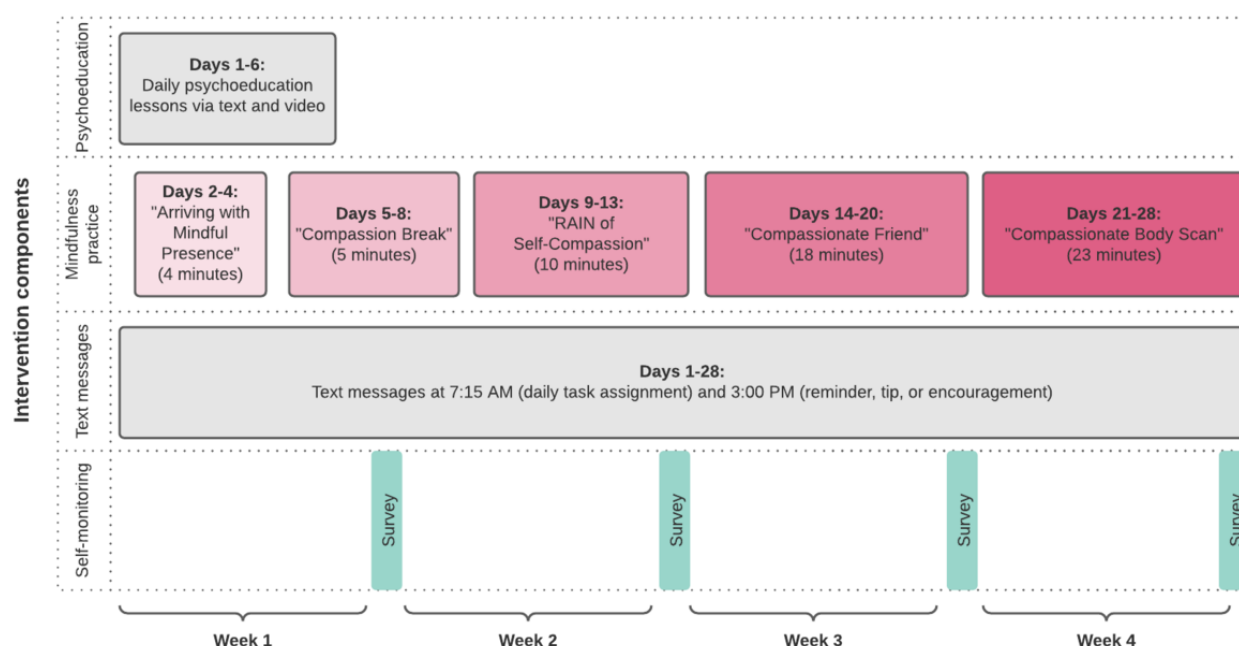 Intervention components
Psychoeducation
Days 1-6:
Daily psychoeducation
lessons via text and video
Mindfulness
practice
Days 2-4:
"Arriving with
Mindful
Presence"
(4 minutes)
Days 5-8:
"Compassion Break"
(5 minutes)
Days 9-13:
"RAIN of
Self-Compassion"
(10 minutes)
Days 14-20:
"Compassionate Friend"
(18 minutes)
Days 21-28:
"Compassionate Body Scan"
(23 minutes)
Text messages
Days 1-28:
Text messages at 7:15 AM (daily task assignment) and 3:00 PM (reminder, tip, or encouragement)
Self-monitoring
Survey
Survey
Survey
Survey
Week 1
Week 2
Week 3
Week 4